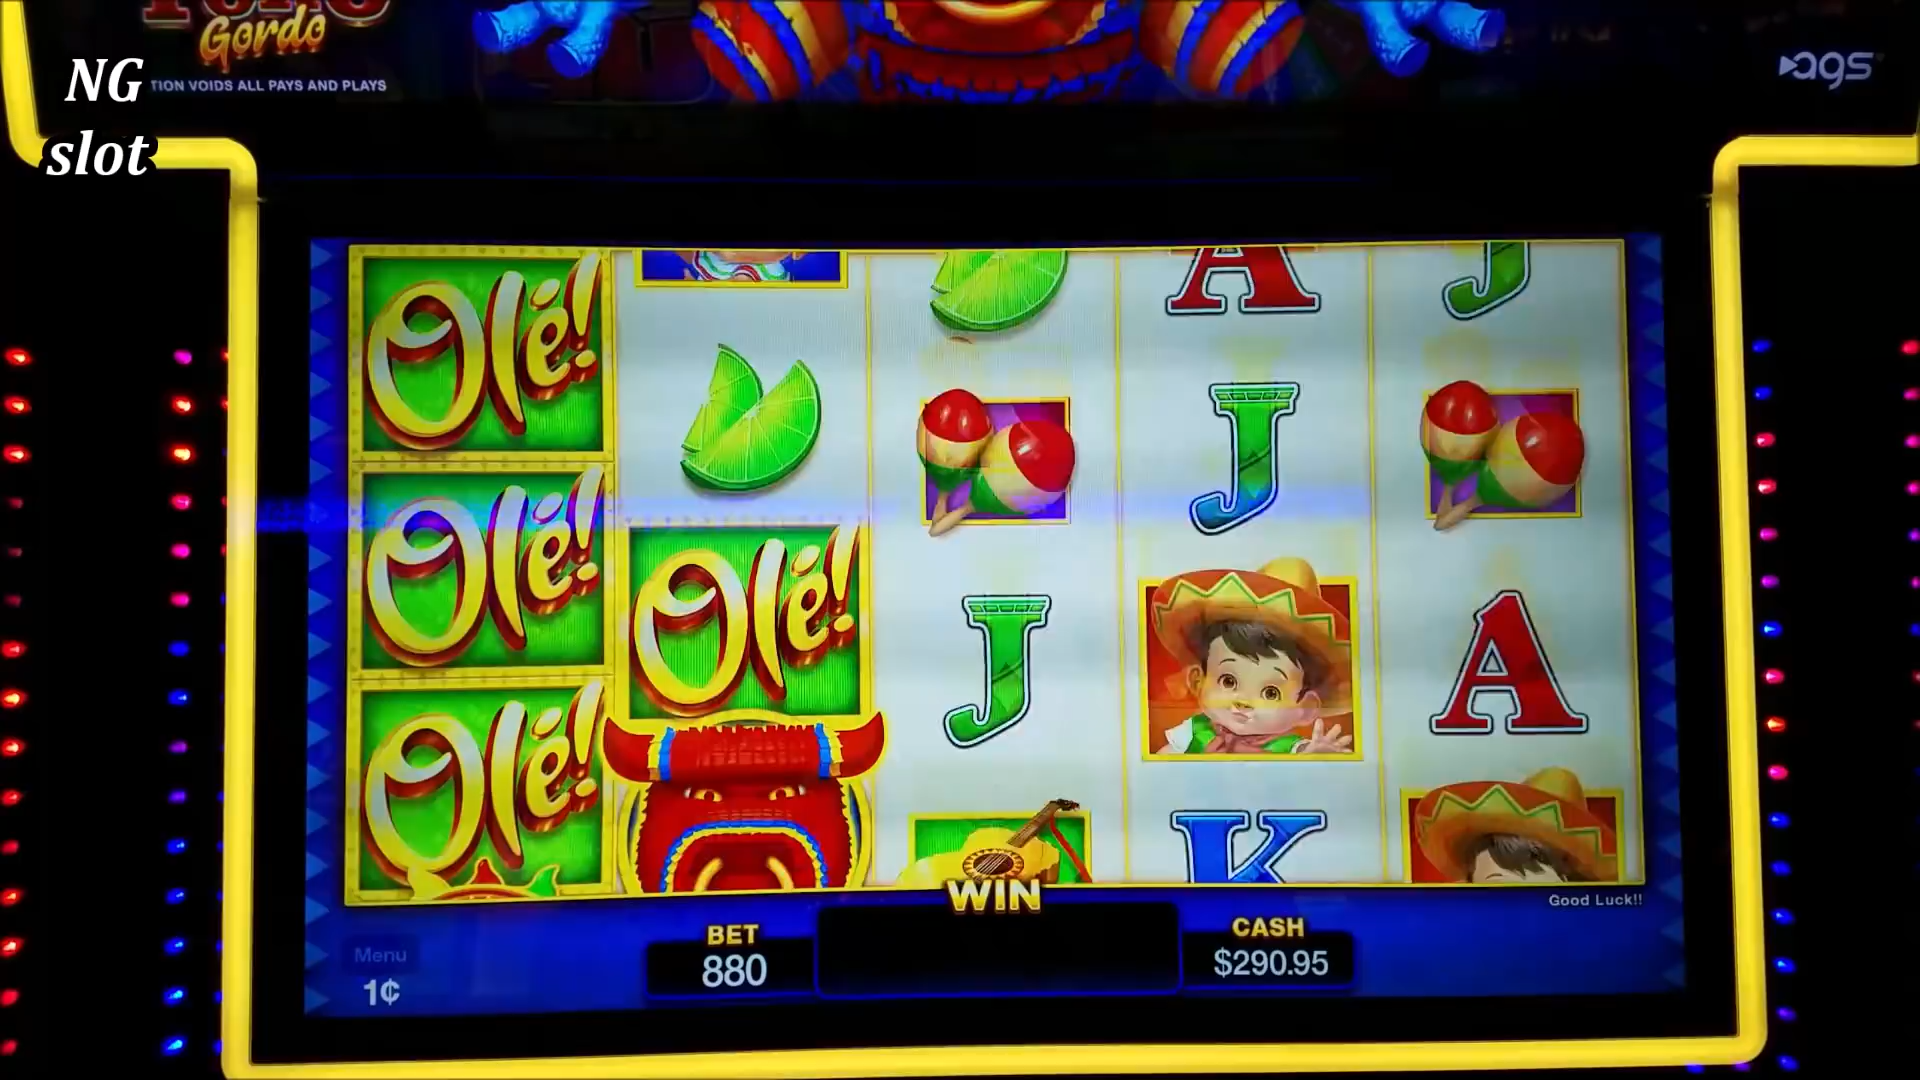 Gordo
NG
slot
TION VOIDS ALL PAYS AND PLAYS
ags
Olé!
Olé!
Olé!
Olé!
A
J
J
J
A
K
WIN
Good Luck!!
Menu
1¢
BET
880
CASH
$290.95